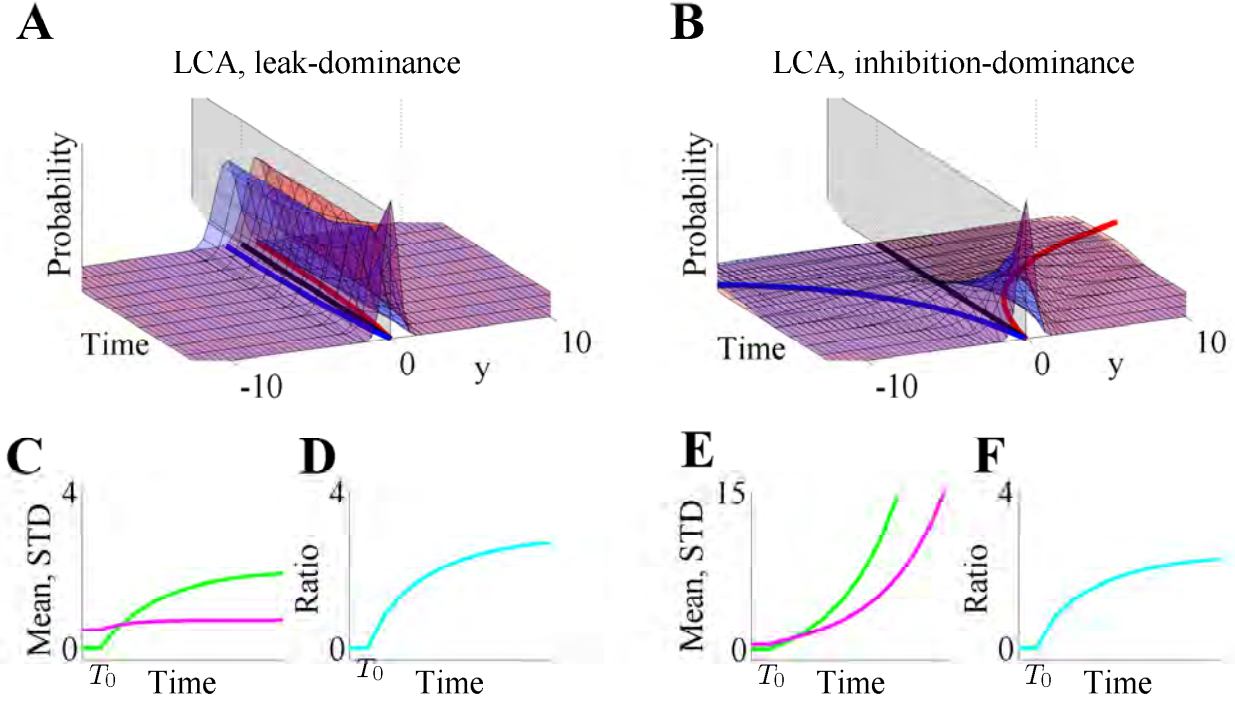 A
LCA, leak-dominance
Probability
Time
-10
0
y
10
B
LCA, inhibition-dominance
Probability
Time
-10
0
y
10
C
4
Mean, STD
0
T0
Time
D
4
Ratio
0
T0
Time
E
15
Mean, STD
0
T0
Time
F
4
Ratio
0
T0
Time